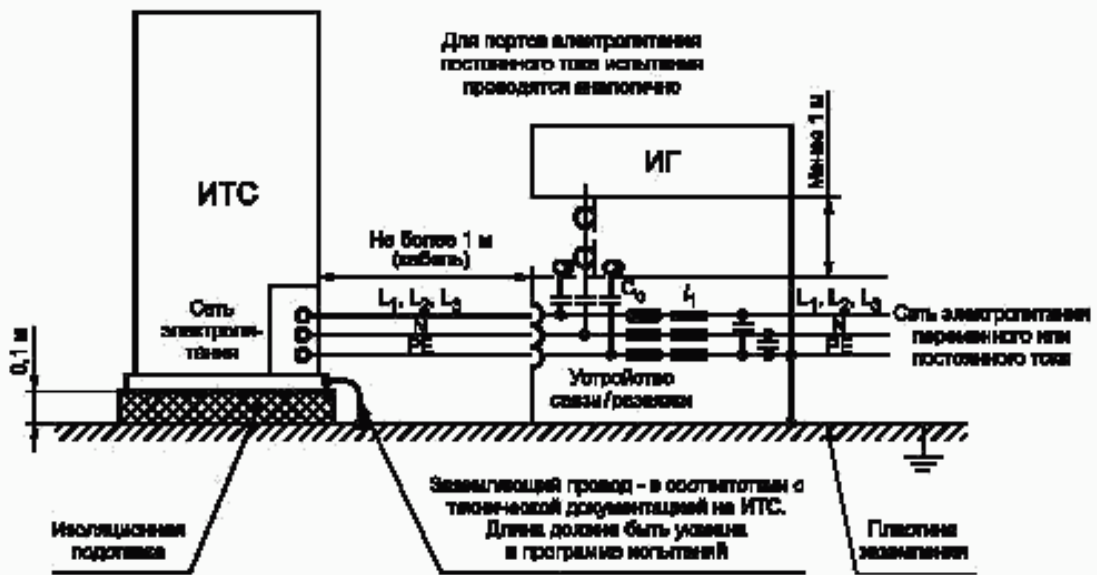 Для портов электропитания
постоянного тока испытания
проводятся аналогично
Менее 1 м
ИГ
ИТС
Не более 1 м
(кабель)
L1, L2, L3
C0
l1
L1, L2, L3
N
PE
N
PE
Сеть
электропи-
тания
Сеть электропитания
переменного или
постоянного тока
0,1 м
Устройство
связи/развязки
Заземляющий провод - в соответствии с
технической документацией на ИТС.
Длина должна быть указана
в программе испытаний
Изоляционная
подставка
Пластина
заземления